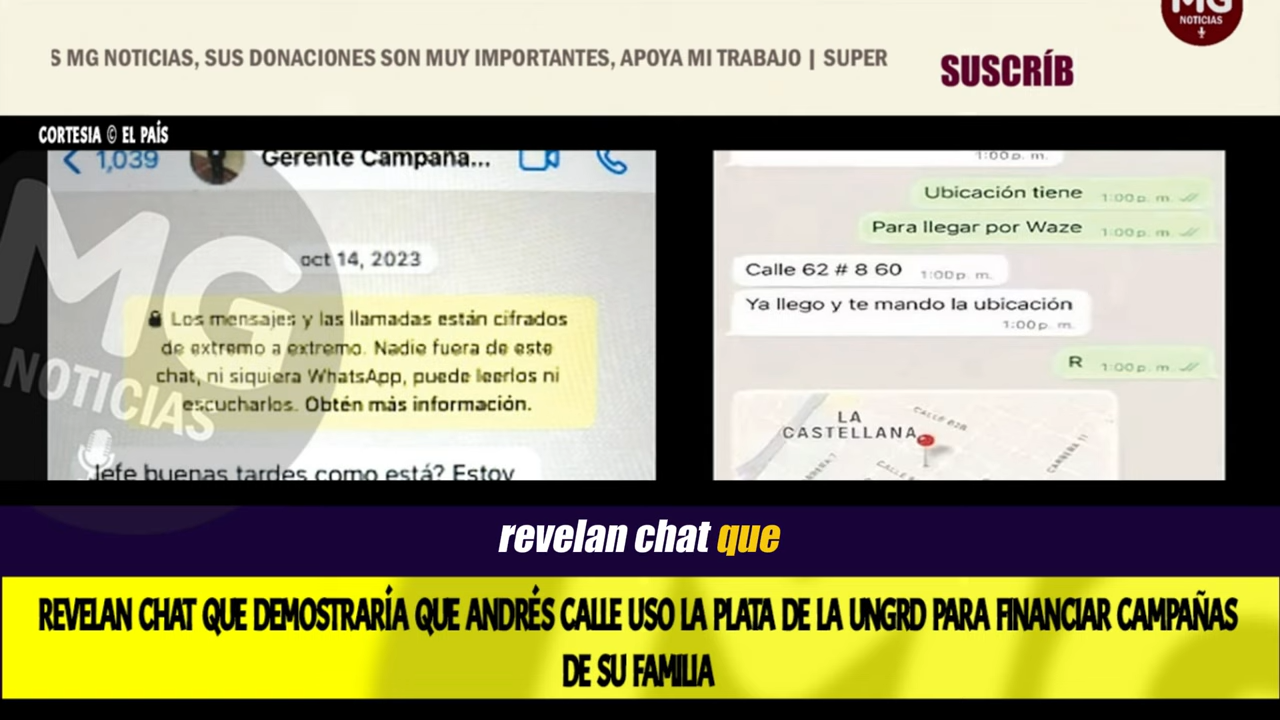 MG
NOTICIAS
S MG NOTICIAS, SUS DONACIONES SON MUY IMPORTANTES, APOYA MI TRABAJO | SUPER
SUSCRÍB
CORTESIA © EL PAÍS
1,039
Gerente Campaña...
oct 14, 2023
Los mensajes y las llamadas están cifrados
de extremo a extremo. Nadie fuera de este
chat, ni siquiera WhatsApp, puede leerlos ni
escucharlos. Obtén más información.
Jefe buenas tardes como está? Estoy
MG
NOTICIAS
1:00 p. m.
Ubicación tiene 1:00 p. m.
Para llegar por Waze 1:00 p. m.
Calle 62 # 8 60 1:00 p. m.
Ya llego y te mando la ubicación
1:00 p. m.
R 1:00 p. m.
LA
CASTELLANA
CALLE 62B
revelan chat que
REVELAN CHAT QUE DEMOSTRARÍA QUE ANDRÉS CALLE USO LA PLATA DE LA UNGRD PARA FINANCIAR CAMPAÑAS
DE SU FAMILIA